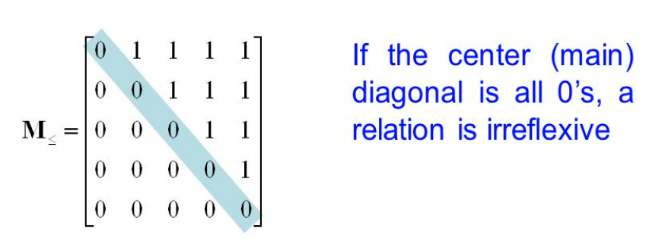 M≤ =
0 1 1 1 1
0 0 1 1 1
0 0 0 1 1
0 0 0 0 1
0 0 0 0 0
If the center (main)
diagonal is all 0's, a
relation is irreflexive